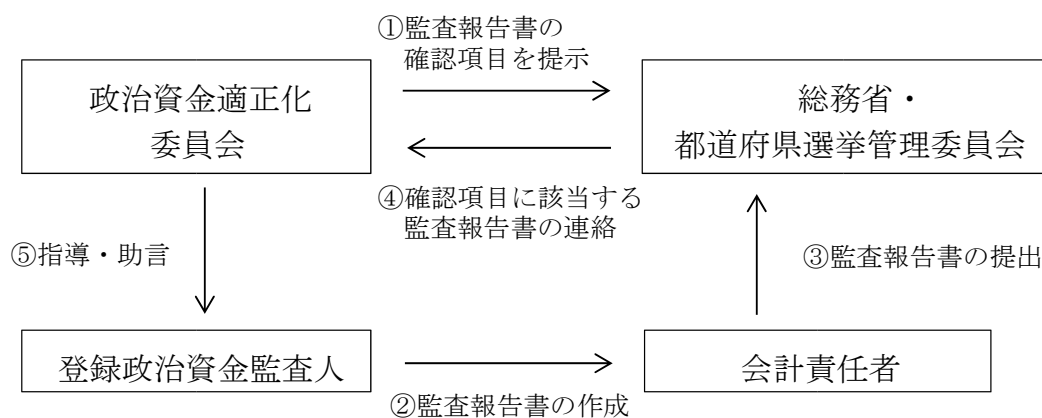 ①監査報告書の
確認項目を提示
政治資金適正化
委員会
総務省・
都道府県選挙管理委員会
④確認項目に該当する
監査報告書の連絡
⑤指導・助言
③監査報告書の提出
登録政治資金監査人
会計責任者
②監査報告書の作成